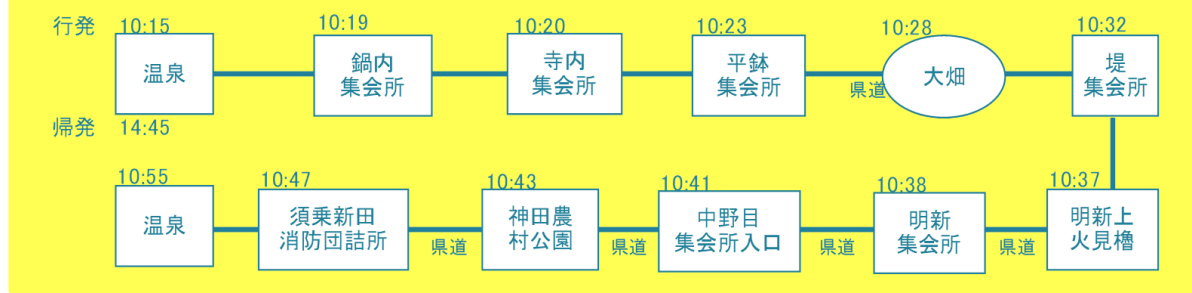 行発 10:15 10:19 10:20 10:23 10:28 10:32
温泉
鍋内
集会所
寺内
集会所
平鉢
集会所
県道
大畑
堤
集会所
帰発 14:45
10:55 10:47 10:43 10:41 10:38 10:37
温泉
須乗新田
消防団詰所
県道
神田農
村公園
県道
中野目
集会所入口
県道
明新
集会所
県道
明新上
火見櫓